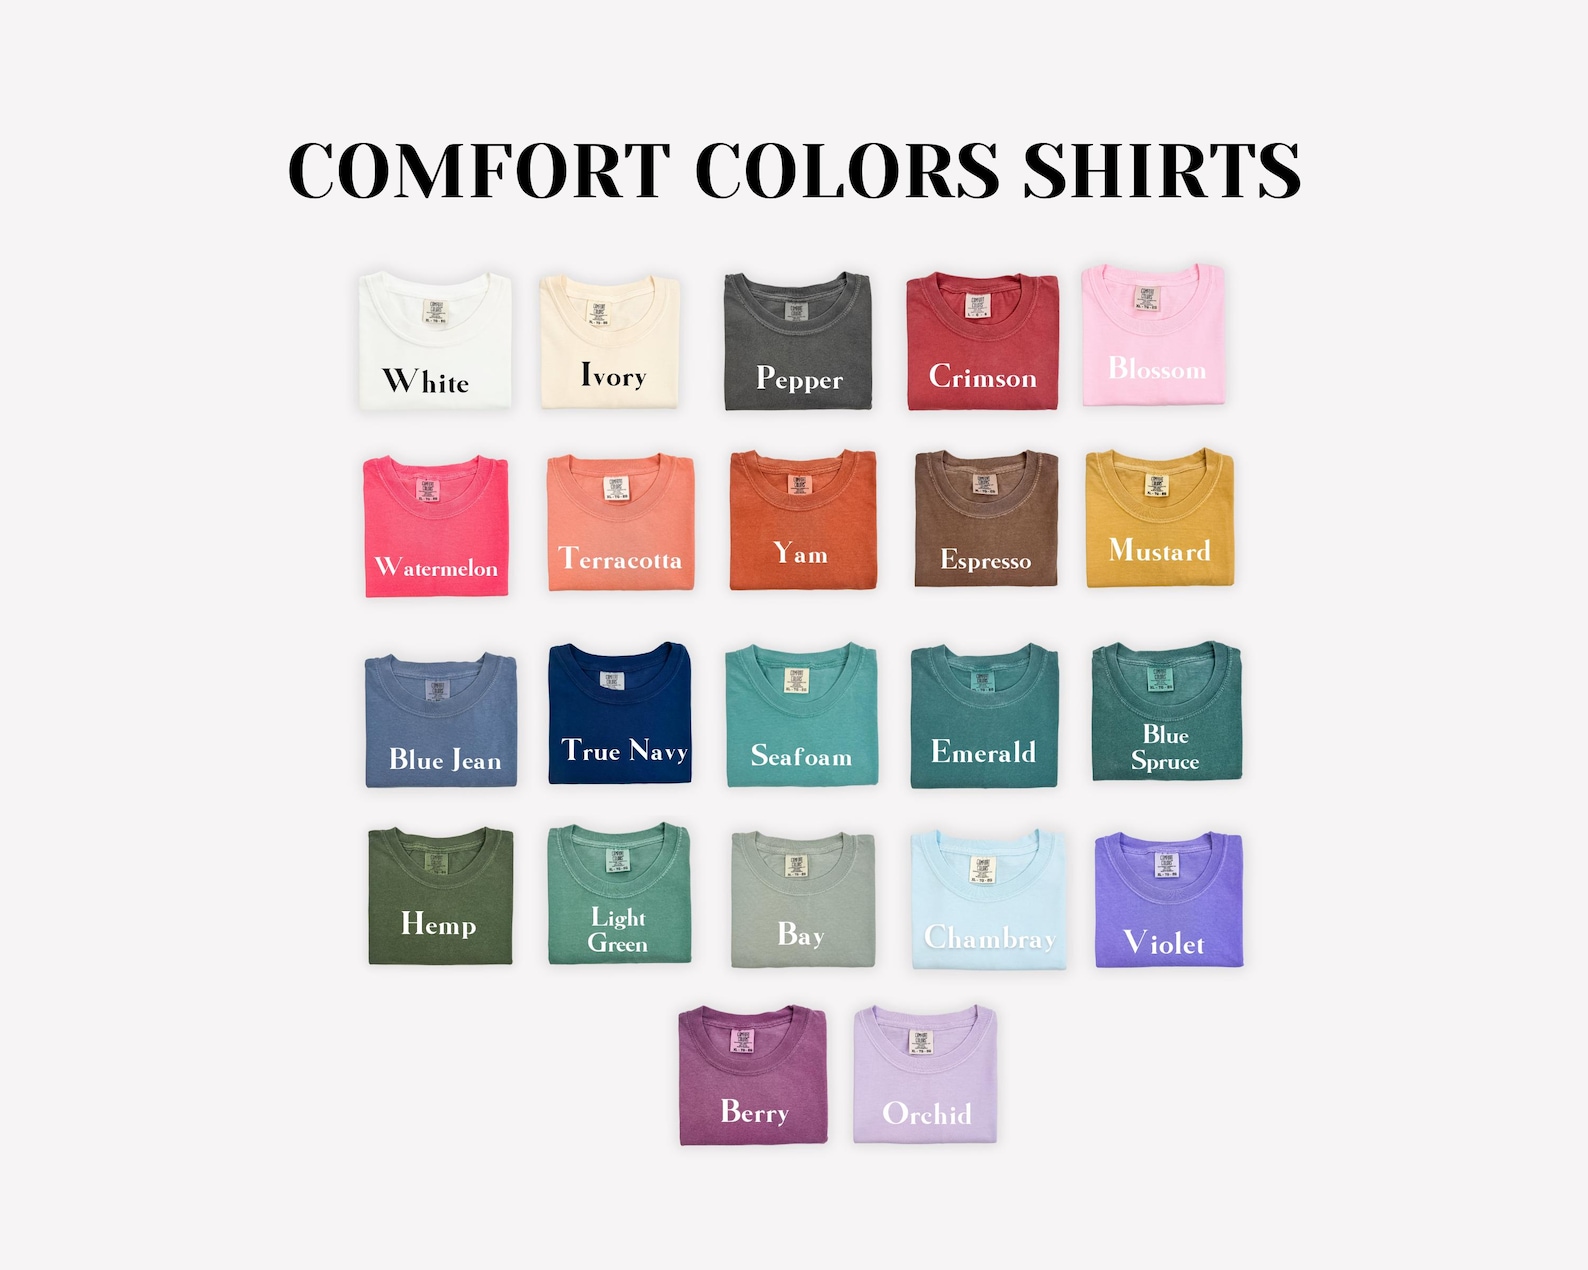 COMFORT COLORS SHIRTS
White
Ivory
Pepper
Crimson
Blossom
Watermelon
Terracotta
Yam
Espresso
Mustard
Blue Jean
True Navy
Seafoam
Emerald
Blue
Spruce
Hemp
Light
Green
Bay
Chambray
Violet
Berry
Orchid